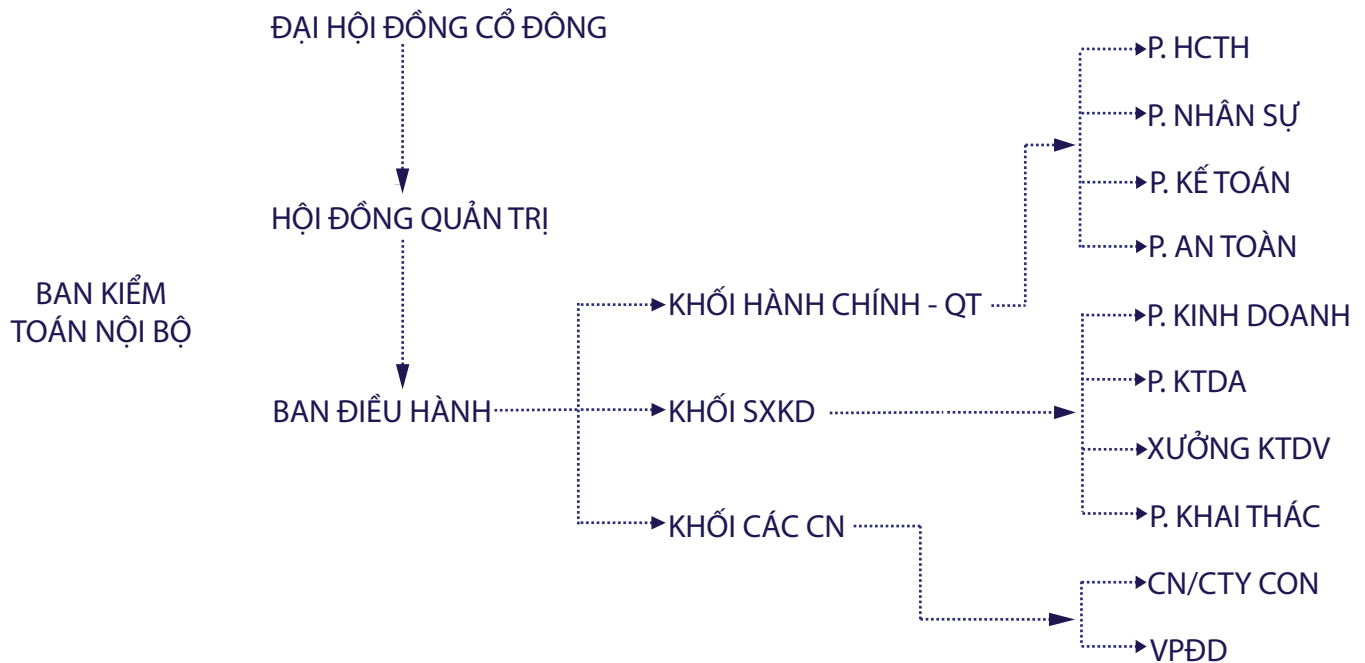 ĐẠI HỘI ĐỒNG CỔ ĐÔNG
HỘI ĐỒNG QUẢN TRỊ
BAN KIỂM
TOÁN NỘI BỘ
BAN ĐIỀU HÀNH
KHỐI HÀNH CHÍNH - QT
KHỐI SXKD
KHỐI CÁC CN
P. HCTH
P. NHÂN SỰ
P. KẾ TOÁN
P. AN TOÀN
P. KINH DOANH
P. KTDA
XƯỞNG KTDV
P. KHAI THÁC
CN/CTY CON
VPĐD